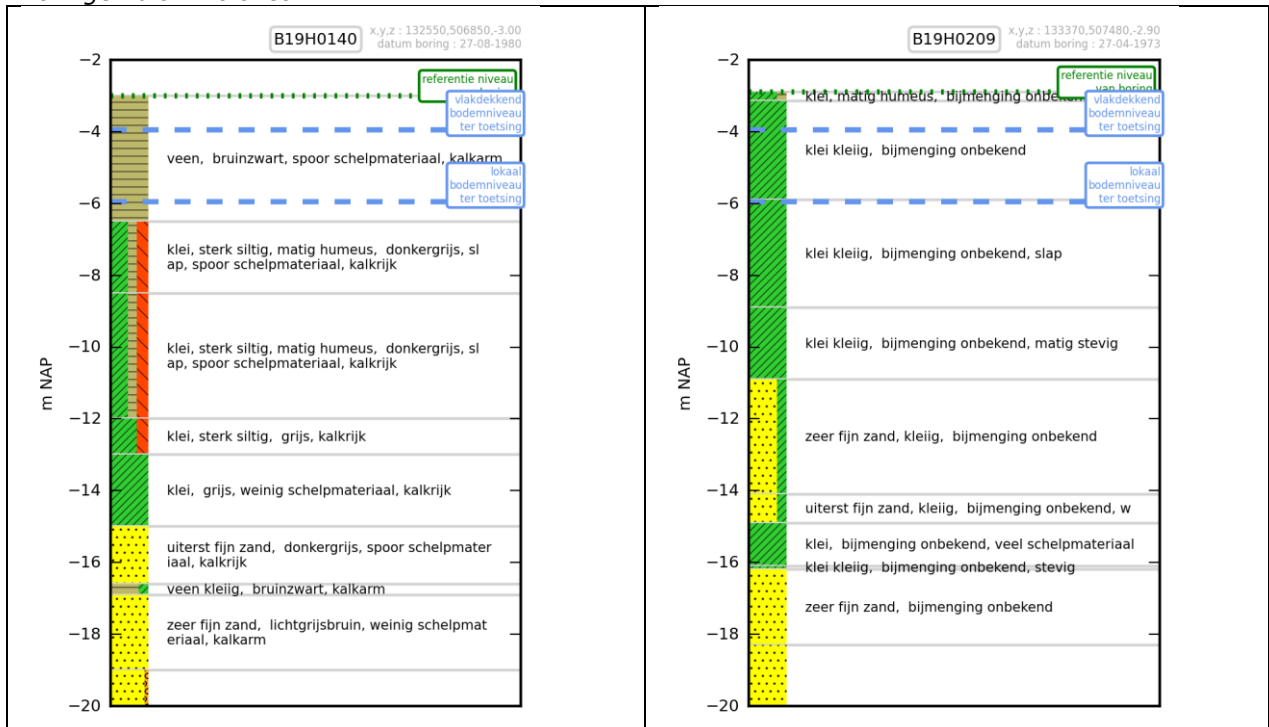 B19H0140
x,y,z : 132550,506850,-3.00
datum boring : 27-08-1980
referentie niveau
vlakdekkend
bodemniveau
ter toetsing
veen, bruinzwart, spoor schelpmateriaal, kalkarm
lokaal
bodemniveau
ter toetsing
klei, sterk siltig, matig humeus, donkergrijs, sl
ap, spoor schelpmateriaal, kalkrijk
klei, sterk siltig, matig humeus, donkergrijs, sl
ap, spoor schelpmateriaal, kalkrijk
klei, sterk siltig, grijs, kalkrijk
klei, grijs, weinig schelpmateriaal, kalkrijk
uiterst fijn zand, donkergrijs, spoor schelpmater
iaal, kalkrijk
veen kleiig, bruinzwart, kalkarm
zeer fijn zand, lichtgrijsbruin, weinig schelpmat
eriaal, kalkarm
m NAP
−2
−4
−6
−8
−10
−12
−14
−16
−18
−20
B19H0209
x,y,z : 133370,507480,-2.90
datum boring : 27-04-1973
referentie niveau
van boring
klei, matig humeus, bijmenging
vlakdekkend
bodemniveau
ter toetsing
klei kleiig, bijmenging onbekend
lokaal
bodemniveau
ter toetsing
klei kleiig, bijmenging onbekend, slap
klei kleiig, bijmenging onbekend, matig stevig
zeer fijn zand, kleiig, bijmenging onbekend
uiterst fijn zand, kleiig, bijmenging onbekend, w
klei, bijmenging onbekend, veel schelpmateriaal
klei kleiig, bijmenging onbekend, stevig
zeer fijn zand, bijmenging onbekend
m NAP
−2
−4
−6
−8
−10
−12
−14
−16
−18
−20